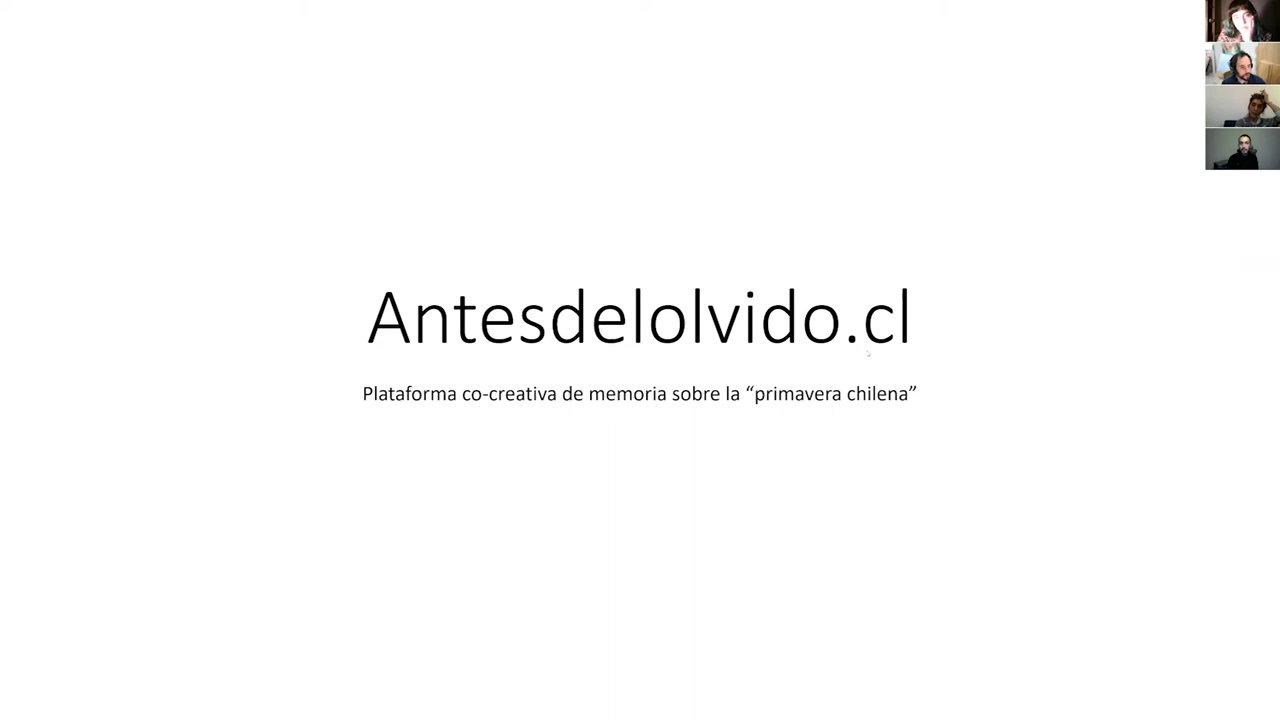 Antesdelolvido.cl
Plataforma co-creativa de memoria sobre la “primavera chilena”